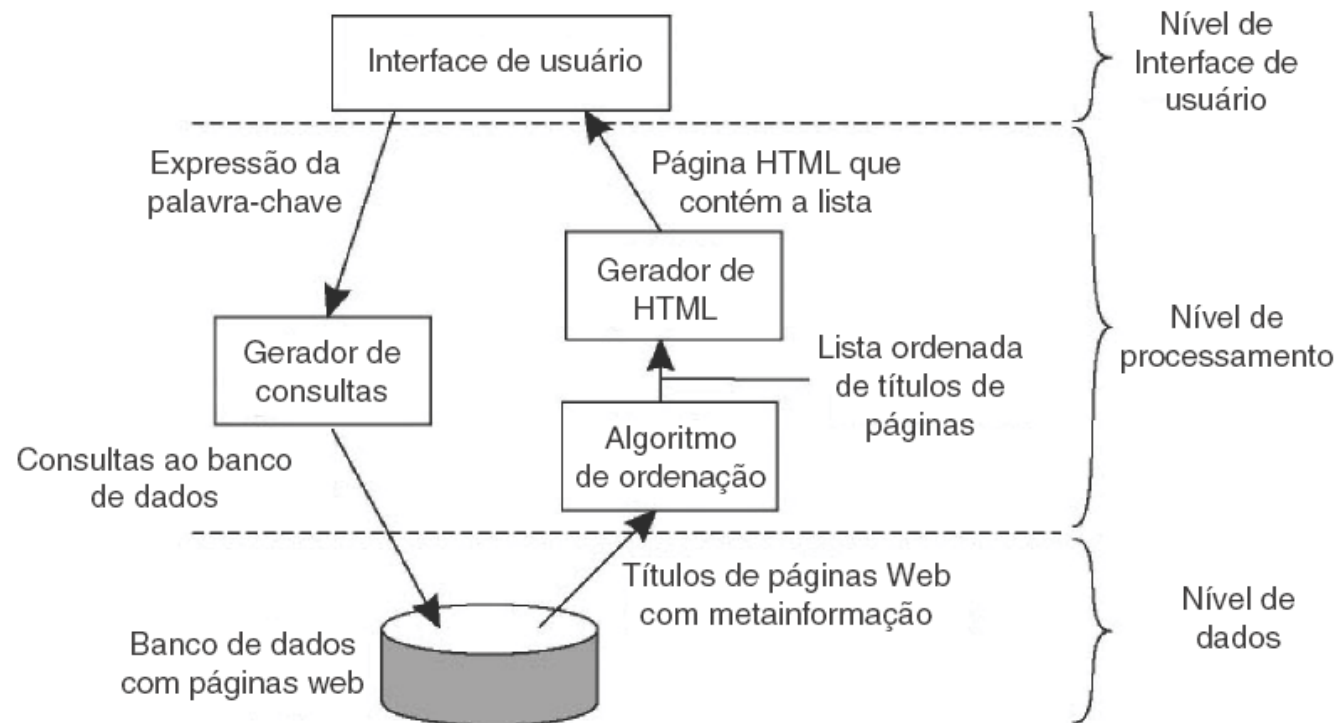 Interface de usuário
Nível de
Interface de
usuário
Expressão da
palavra-chave
Página HTML que
contém a lista
Gerador de
HTML
Gerador de
consultas
Lista ordenada
de títulos de
páginas
Nível de
processamento
Algoritmo
de ordenação
Consultas ao banco
de dados
Títulos de páginas Web
com metainformação
Banco de dados
com páginas web
Nível de
dados